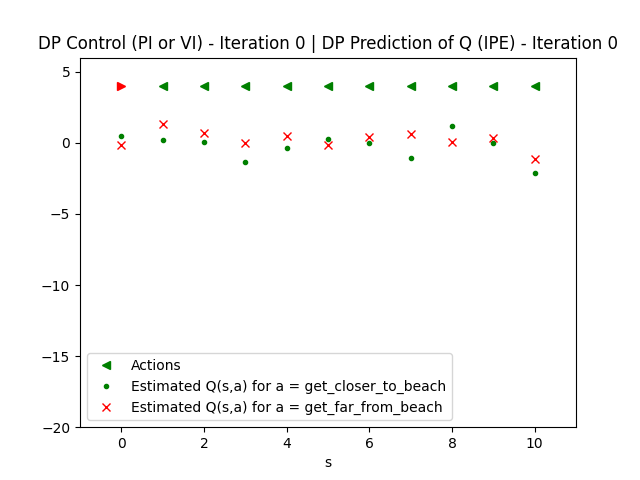 DP Control (PI or VI) - Iteration 0 | DP Prediction of Q (IPE) - Iteration 0
5
0
−5
−10
−15
−20
Actions
Estimated Q(s,a) for a = get_closer_to_beach
Estimated Q(s,a) for a = get_far_from_beach
0 2 4 6 8 10
s